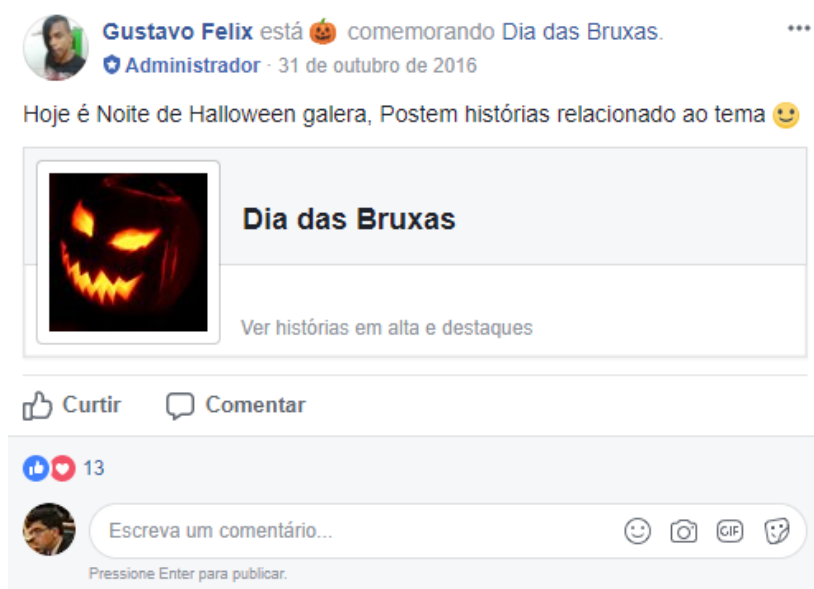 Gustavo Felix está 🎃 comemorando Dia das Bruxas.
Administrador · 31 de outubro de 2016
Hoje é Noite de Halloween galera, Postem histórias relacionado ao tema 🙂
Dia das Bruxas
Ver histórias em alta e destaques
Curtir Comentar
13
Escreva um comentário... GIF
Pressione Enter para publicar.